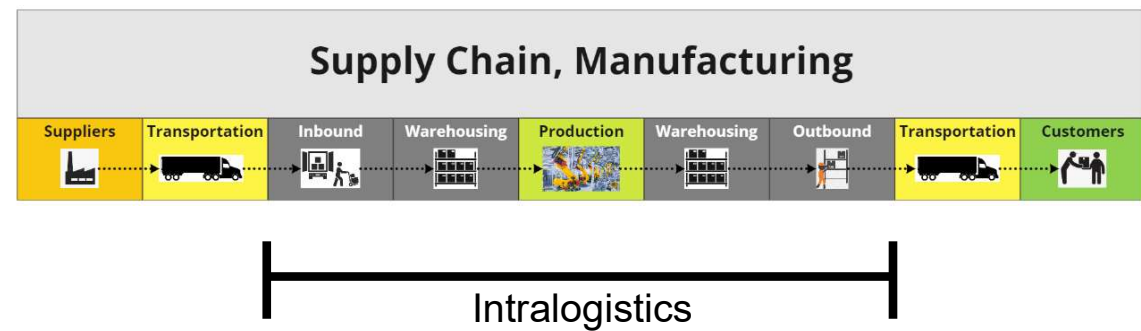 Supply Chain, Manufacturing
Suppliers
Transportation
Inbound
Warehousing
Production
Warehousing
Outbound
Transportation
Customers
Intralogistics